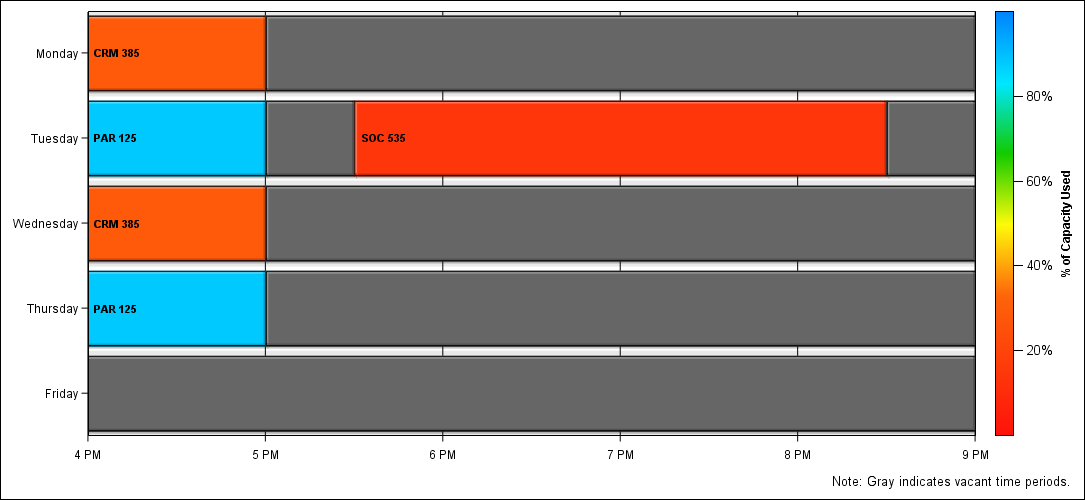 Monday
CRM 385
Tuesday
PAR 125
SOC 535
Wednesday
CRM 385
Thursday
PAR 125
Friday
4 PM
5 PM
6 PM
7 PM
8 PM
9 PM
80%
60%
40%
20%
% of Capacity Used
Note: Gray indicates vacant time periods.